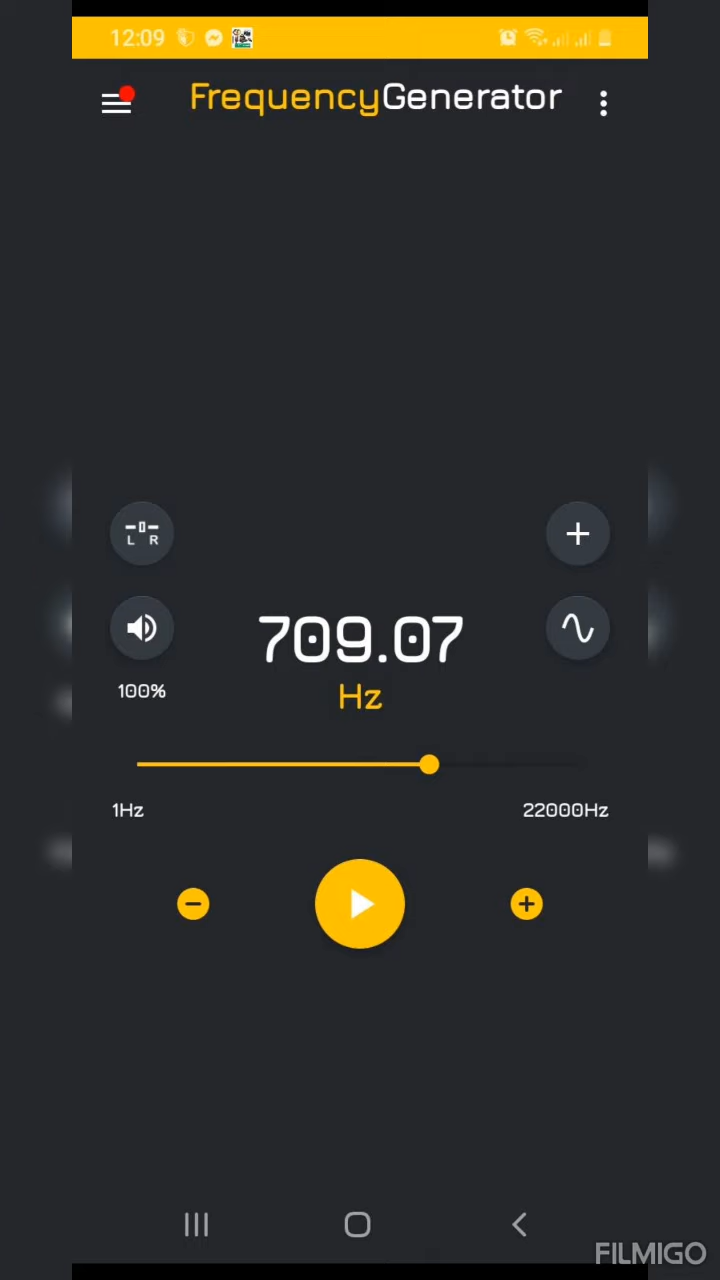 12:09
FrequencyGenerator
L R
709.07
100%
Hz
1Hz
22000Hz
FILMIGO